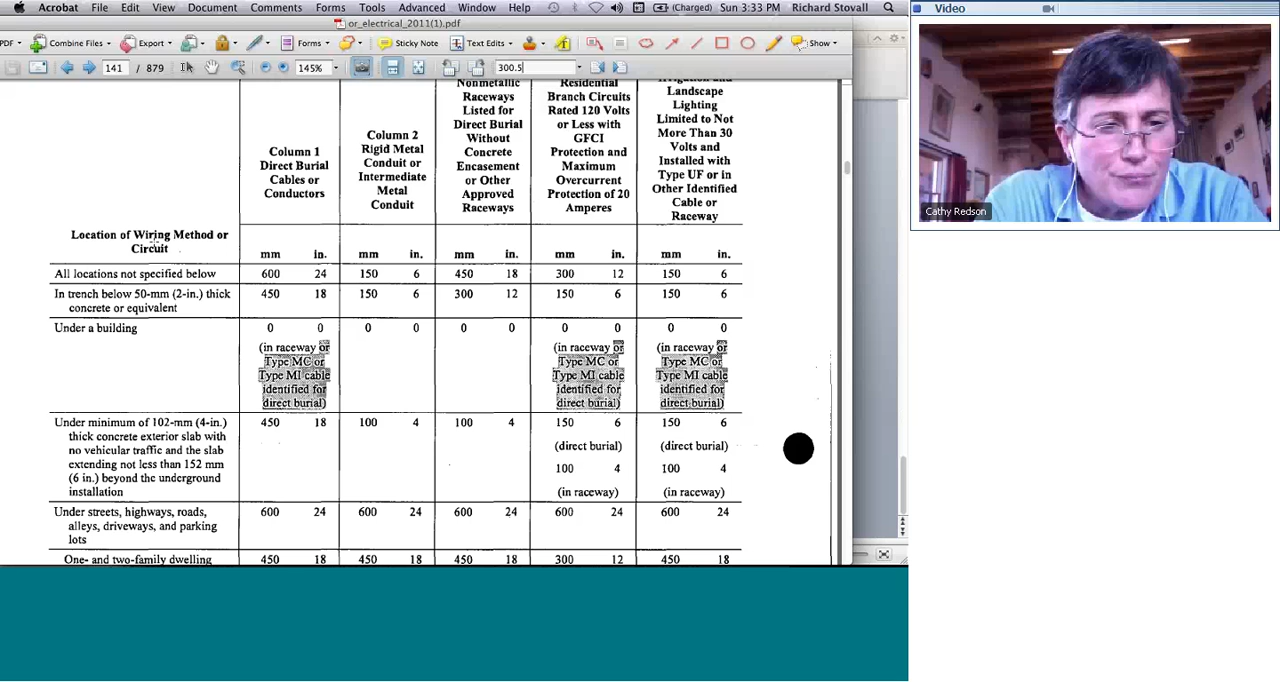 Acrobat File Edit View Document Comments Forms Tools Advanced Window Help (Charged) Sun 3:33 PM Richard Stovall
or_electrical_2011(1).pdf
PDF Combine Files Export Forms Sticky Note Text Edits Show
141 / 879 145% 300.5
Video
Cathy Redson
Location of Wiring Method or
Circuit
Column 1
Direct Burial
Cables or
Conductors
Column 2
Rigid Metal
Conduit or
Intermediate
Metal
Conduit
Nonmetallic
Raceways
Listed for
Direct Burial
Without
Concrete
Encasement
or Other
Approved
Raceways
Residential
Branch Circuits
Rated 120 Volts
or Less with
GFCI
Protection and
Maximum
Overcurrent
Protection of 20
Amperes
Irrigation and
Landscape
Lighting
Limited to Not
More Than 30
Volts and
Installed with
Type UF or in
Other Identified
Cable or
Raceway
mm in. mm in. mm in. mm in. mm in.
All locations not specified below 600 24 150 6 450 18 300 12 150 6
In trench below 50-mm (2-in.) thick 450 18 150 6 300 12 150 6 150 6
concrete or equivalent
Under a building 0 0 0 0 0 0 0 0 0 0
(in raceway or (in raceway or (in raceway or
Type MC or Type MC or Type MC or
Type MI cable Type MI cable Type MI cable
identified for identified for identified for
direct burial) direct burial) direct burial)
Under minimum of 102-mm (4-in.) 450 18 100 4 100 4 150 6 150 6
thick concrete exterior slab with
no vehicular traffic and the slab (direct burial) (direct burial)
extending not less than 152 mm 100 4 100 4
(6 in.) beyond the underground
installation (in raceway) (in raceway)
Under streets, highways, roads, 600 24 600 24 600 24 600 24 600 24
alleys, driveways, and parking
lots
One- and two-family dwelling 450 18 450 18 450 18 300 12 450 18